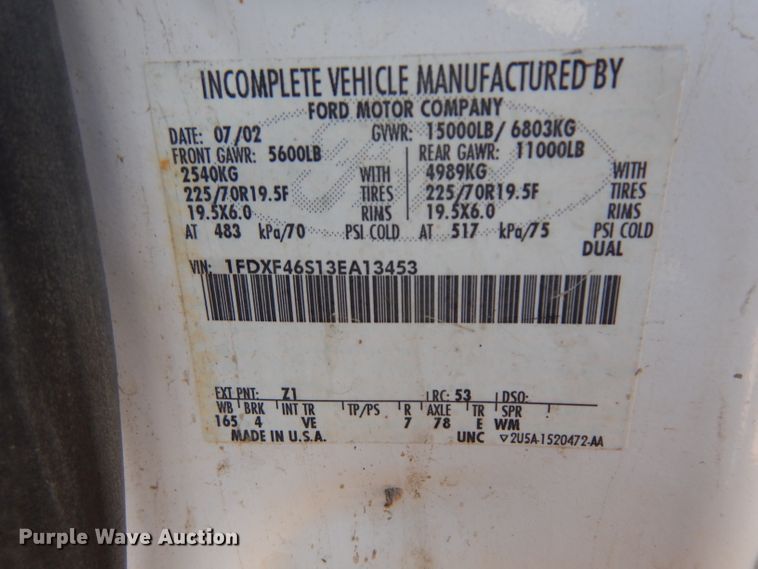 INCOMPLETE VEHICLE MANUFACTURED BY
FORD MOTOR COMPANY
DATE: 07/02 GVWR: 15000LB/ 6803KG
FRONT GAWR: 5600LB REAR GAWR: 11000LB
2540KG WITH 4989KG WITH
225/70R19.5F TIRES 225/70R19.5F TIRES
19.5X6.0 RIMS 19.5X6.0 RIMS
AT 483 kPa/70 PSI COLD AT 517 kPa/75 PSI COLD
DUAL
VIN: 1FDXF46S13EA13453
EXT PNT: Z1 RC: 53 DSO:
WB BRK INT TR TP/PS R AXLE TR SPR
165 4 VE 7 78 E WM
MADE IN U.S.A. UNC ▽2U5A-1520472-AA
Purple Wave Auction